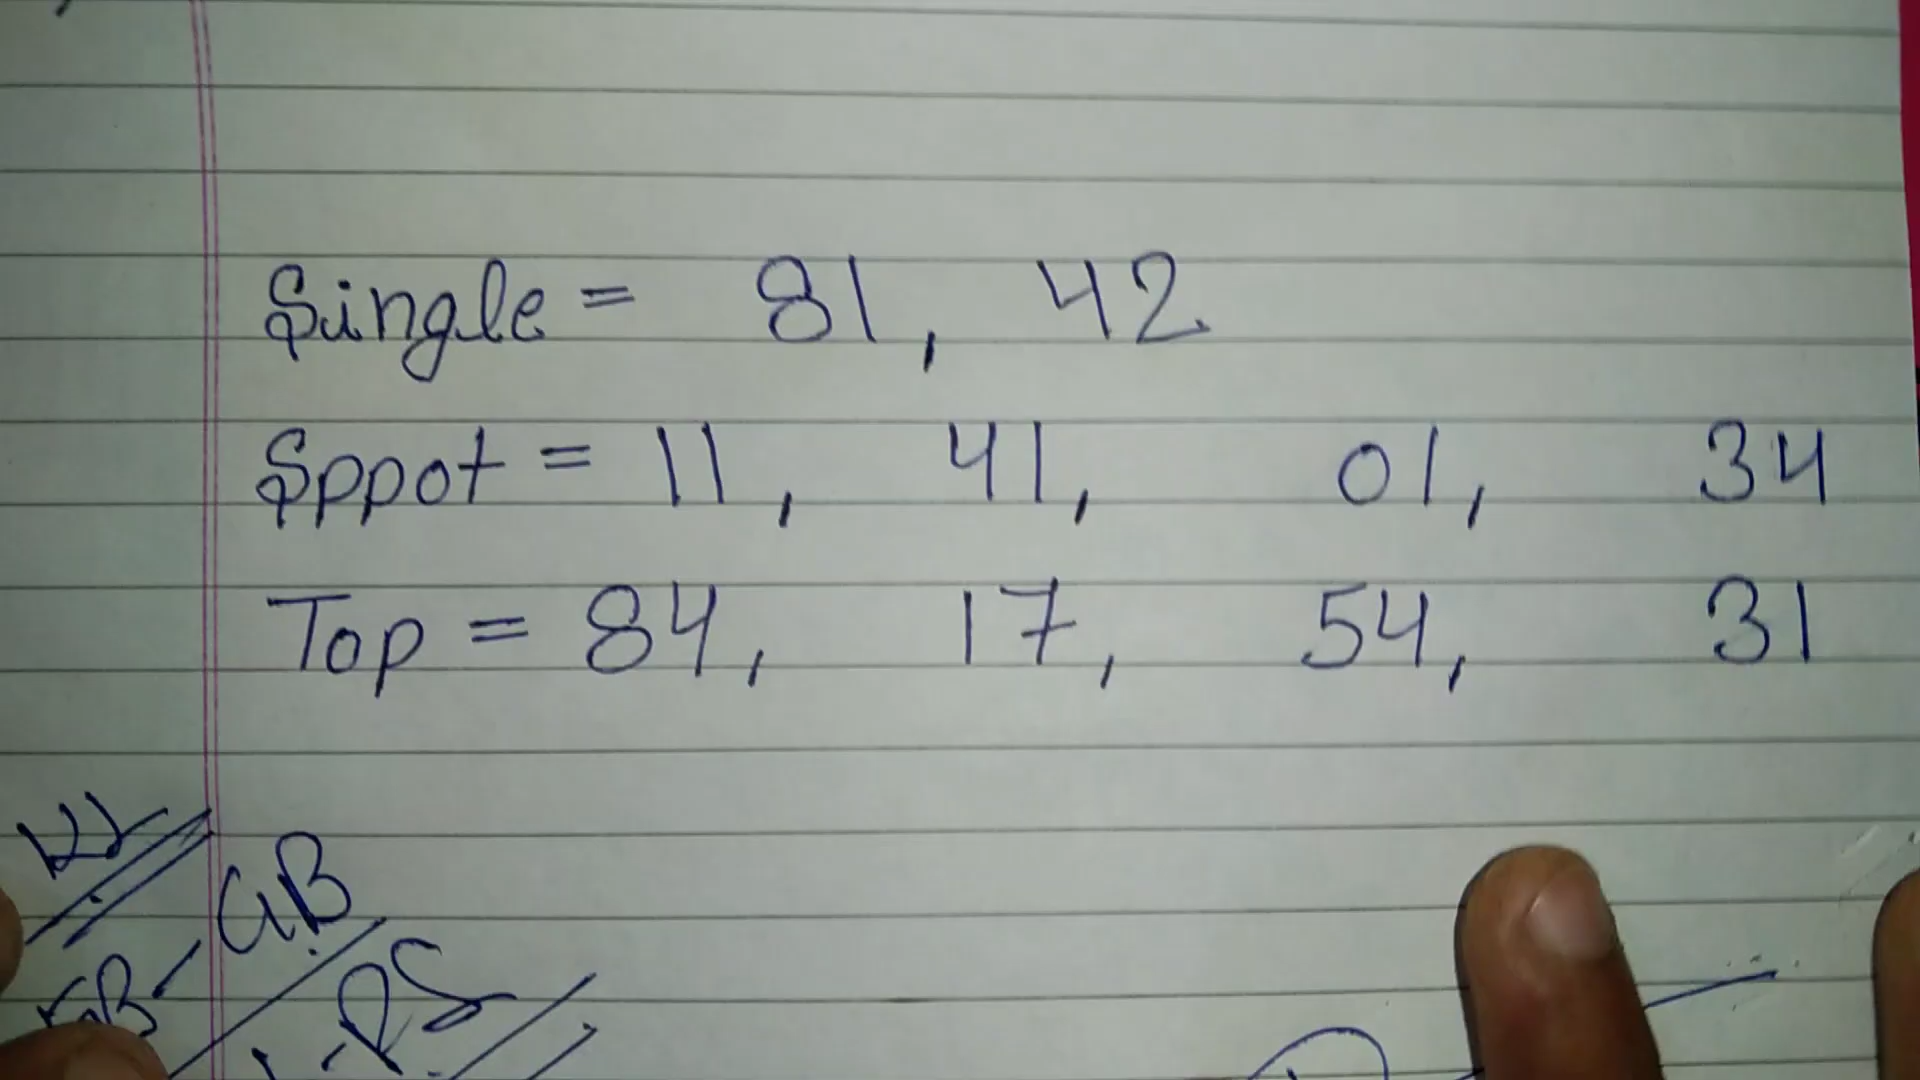 Single = 81, 42
Sppot = 11, 41, 01, 34
Top = 84, 17, 54, 31
GB